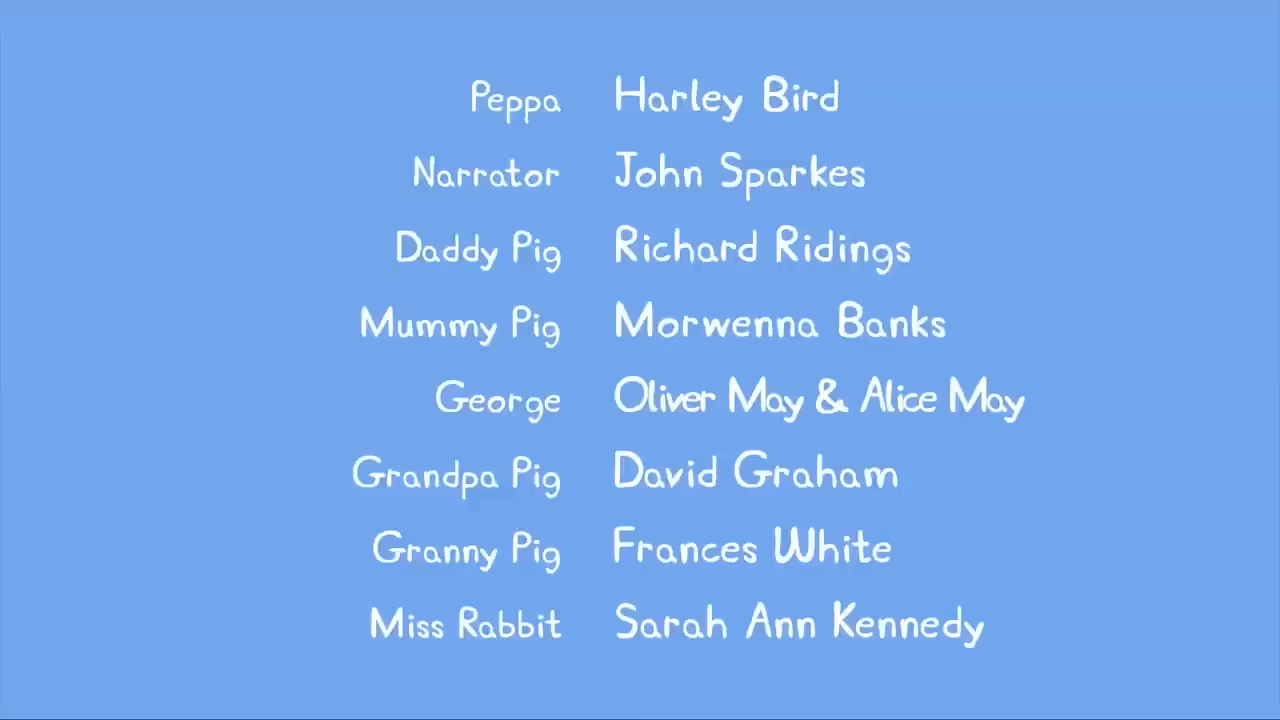 Peppa Harley Bird
Narrator John Sparkes
Daddy Pig Richard Ridings
Mummy Pig Morwenna Banks
George Oliver May & Alice May
Grandpa Pig David Graham
Granny Pig Frances White
Miss Rabbit Sarah Ann Kennedy